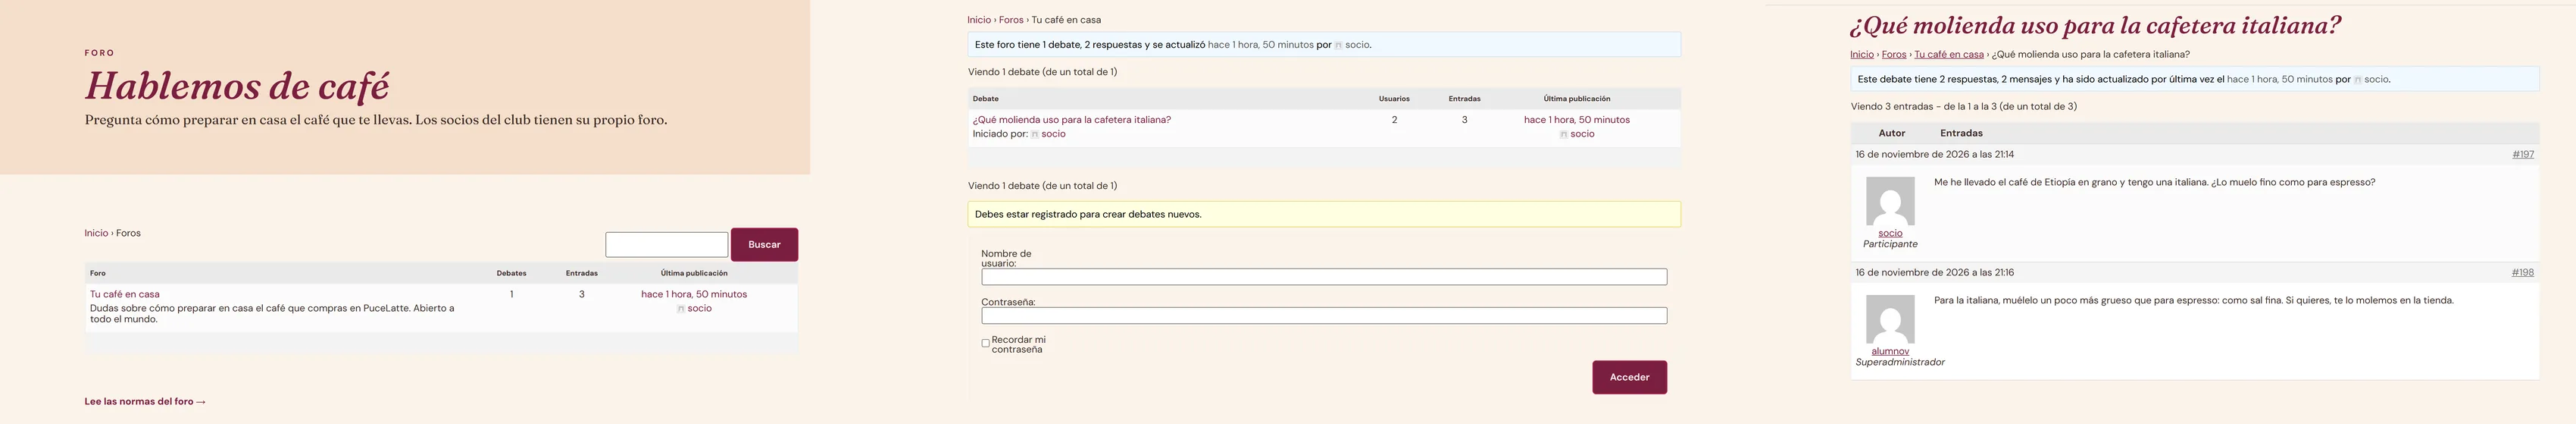 FORO
Hablemos de café
Pregunta cómo preparar en casa el café que te llevas. Los socios del club tienen su propio foro.
Inicio › Foros
Buscar
Foro Debates Entradas Última publicación
Tu café en casa 1 3 hace 1 hora, 50 minutos
Dudas sobre cómo preparar en casa el café que compras en PuceLatte. Abierto a socio
todo el mundo.
Lee las normas del foro →
Inicio › Foros › Tu café en casa
Este foro tiene 1 debate, 2 respuestas y se actualizó hace 1 hora, 50 minutos por socio.
Viendo 1 debate (de un total de 1)
Debate Usuarios Entradas Última publicación
¿Qué molienda uso para la cafetera italiana? 2 3 hace 1 hora, 50 minutos
Iniciado por: socio socio
Viendo 1 debate (de un total de 1)
Debes estar registrado para crear debates nuevos.
Nombre de
usuario:
Contraseña:
Recordar mi
contraseña
Acceder
¿Qué molienda uso para la cafetera italiana?
Inicio › Foros › Tu café en casa › ¿Qué molienda uso para la cafetera italiana?
Este debate tiene 2 respuestas, 2 mensajes y ha sido actualizado por última vez el hace 1 hora, 50 minutos por socio.
Viendo 3 entradas - de la 1 a la 3 (de un total de 3)
Autor Entradas
16 de noviembre de 2026 a las 21:14 #197
Me he llevado el café de Etiopía en grano y tengo una italiana. ¿Lo muelo fino como para espresso?
socio
Participante
16 de noviembre de 2026 a las 21:16 #198
Para la italiana, muélelo un poco más grueso que para espresso: como sal fina. Si quieres, te lo molemos en la tienda.
alumnov
Superadministrador